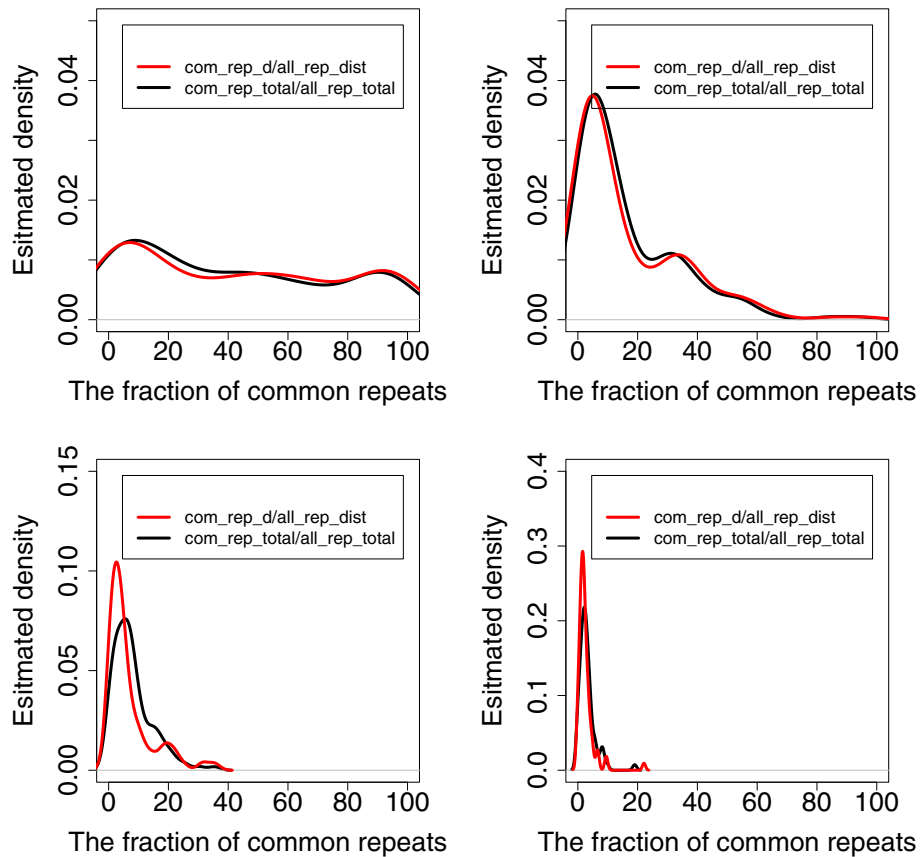 0.00 0.02 0.04
Esitmated density
com_rep_d/all_rep_dist
com_rep_total/all_rep_total
0 20 40 60 80 100
The fraction of common repeats
0.00 0.02 0.04
Esitmated density
com_rep_d/all_rep_dist
com_rep_total/all_rep_total
0 20 40 60 80 100
The fraction of common repeats
0.00 0.05 0.10 0.15
Esitmated density
com_rep_d/all_rep_dist
com_rep_total/all_rep_total
0 20 40 60 80 100
The fraction of common repeats
0.0 0.1 0.2 0.3 0.4
Esitmated density
com_rep_d/all_rep_dist
com_rep_total/all_rep_total
0 20 40 60 80 100
The fraction of common repeats